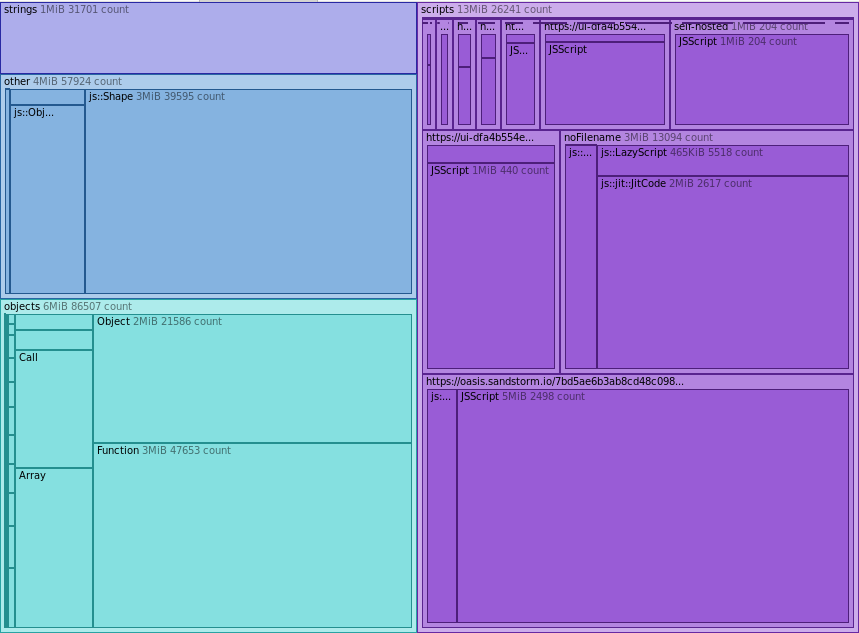 strings 1MiB 31701 count
other 4MiB 57924 count
js::Obj...
js::Shape 3MiB 39595 count
objects 6MiB 86507 count
Call
Array
Object 2MiB 21586 count
Function 3MiB 47653 count
scripts 13MiB 26241 count
...
h...
h...
ht...
JS...
https://ui-dfa4b554...
JSScript
self-hosted 1MiB 204 count
JSScript 1MiB 204 count
https://ui-dfa4b554e...
JSScript 1MiB 440 count
noFilename 3MiB 13094 count
js::...
js::LazyScript 465KiB 5518 count
js::jit::JitCode 2MiB 2617 count
https://oasis.sandstorm.io/7bd5ae6b3ab8cd48c098...
js:...
JSScript 5MiB 2498 count